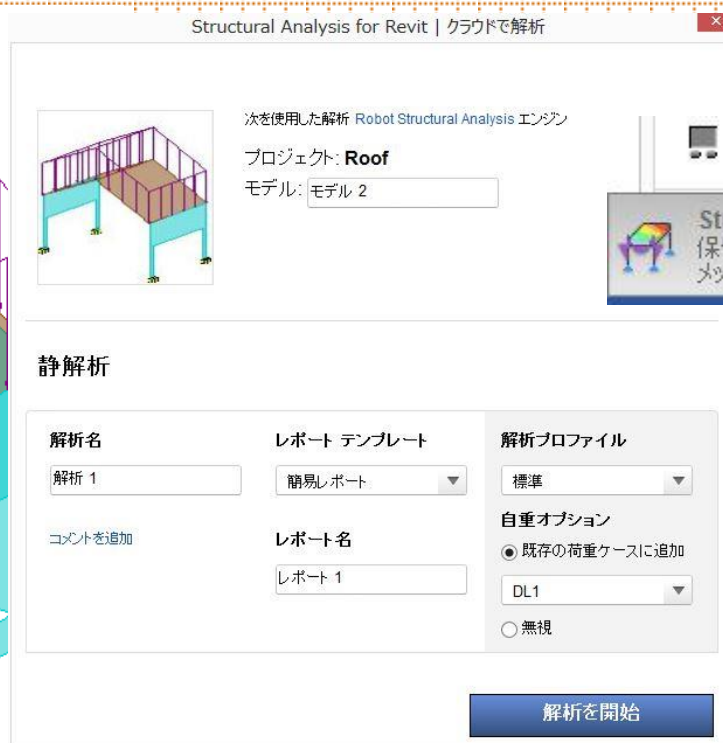 Structural Analysis for Revit | クラウドで解析
次を使用した解析 Robot Structural Analysis エンジン
プロジェクト: Roof
モデル: モデル 2
St
保
メッ
静解析
解析名
解析 1
コメントを追加
レポート テンプレート
簡易レポート
レポート名
レポート 1
解析プロファイル
標準
自重オプション
既存の荷重ケースに追加
DL1
無視
解析を開始